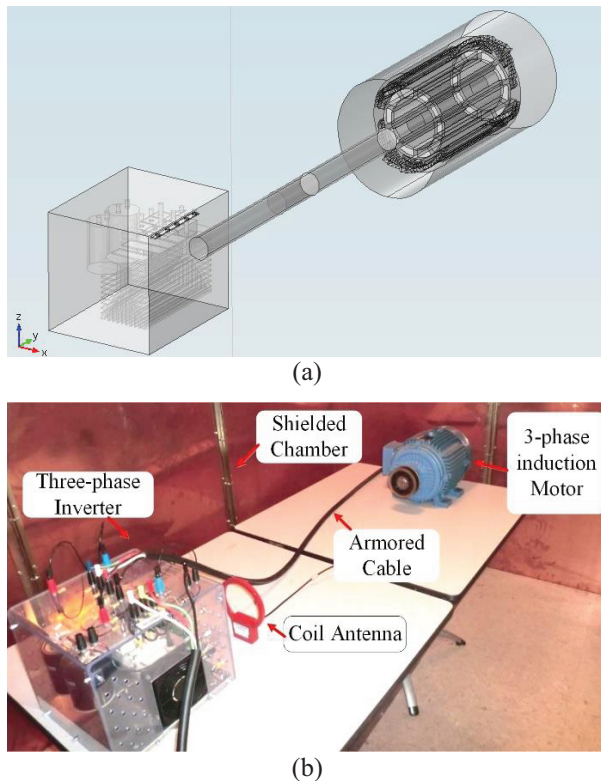 z
y
x
(a)
Shielded
Chamber
3-phase
induction
Motor
Three-phase
Inverter
Armored
Cable
Coil Antenna
(b)